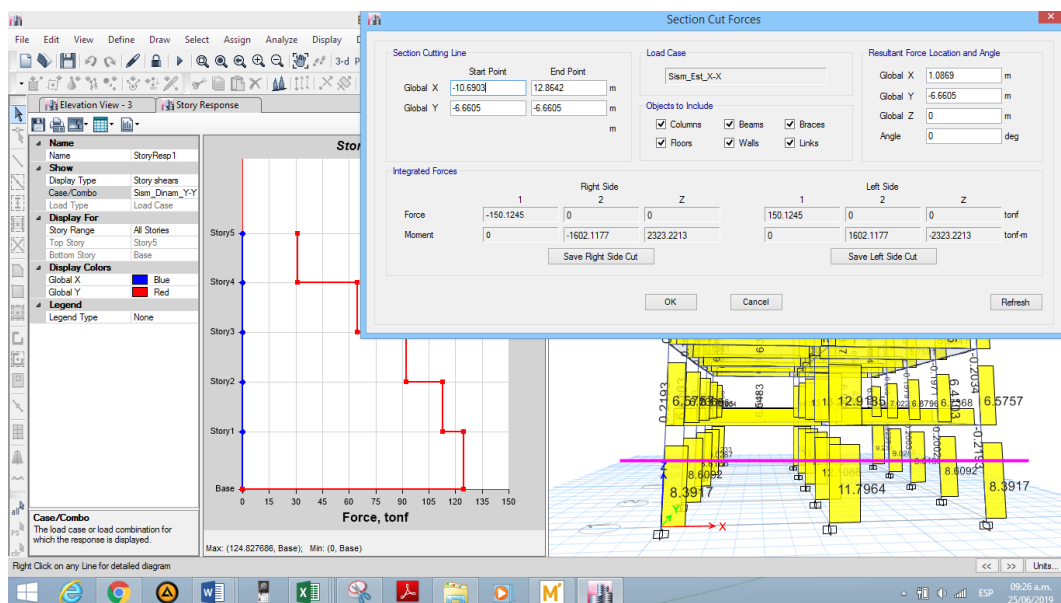 File Edit View Define Draw Select Assign Analyze Display
3-d
Elevation View - 3
Story Response
Name
Name StoryResp1
Show
Display Type Story shears
Case/Combo Sism_Dinam_Y-Y
Load Type Load Case
Display For
Story Range All Stories
Top Story Story5
Bottom Story Base
Display Colors
Global X Blue
Global Y Red
Legend
Legend Type None
Case/Combo
The load case or load combination for
which the response is displayed.
Story5
Story4
Story3
Story2
Story1
Base
0 15 30 45 60 75 90 105 120 135 150
Force, tonf
Max: (124.827686, Base); Min: (0, Base)
Section Cut Forces
Section Cutting Line
Start Point End Point
Global X -10.6903 12.8642 m
Global Y -6.6605 -6.6605 m
m
Load Case
Sism_Est_X-X
Objects to Include
Columns Beams Braces
Floors Walls Links
Resultant Force Location and Angle
Global X 1.0869 m
Global Y -6.6605 m
Global Z 0 m
Angle 0 deg
Integrated Forces
Right Side Left Side
1 2 Z 1 2 Z
Force -150.1245 0 0 150.1245 0 0 tonf
Moment 0 -1602.1177 2323.2213 0 1602.1177 -2323.2213 tonf-m
Save Right Side Cut Save Left Side Cut
OK Cancel Refresh
0.2193
12.9185
6.5757
-0.2034
-0.2193
8.6092
8.6092
8.3917
11.7964
8.3917
Z
Y
X
Right Click on any Line for detailed diagram
<< >> Units...
ESP
09:26 a.m.
25/06/2019